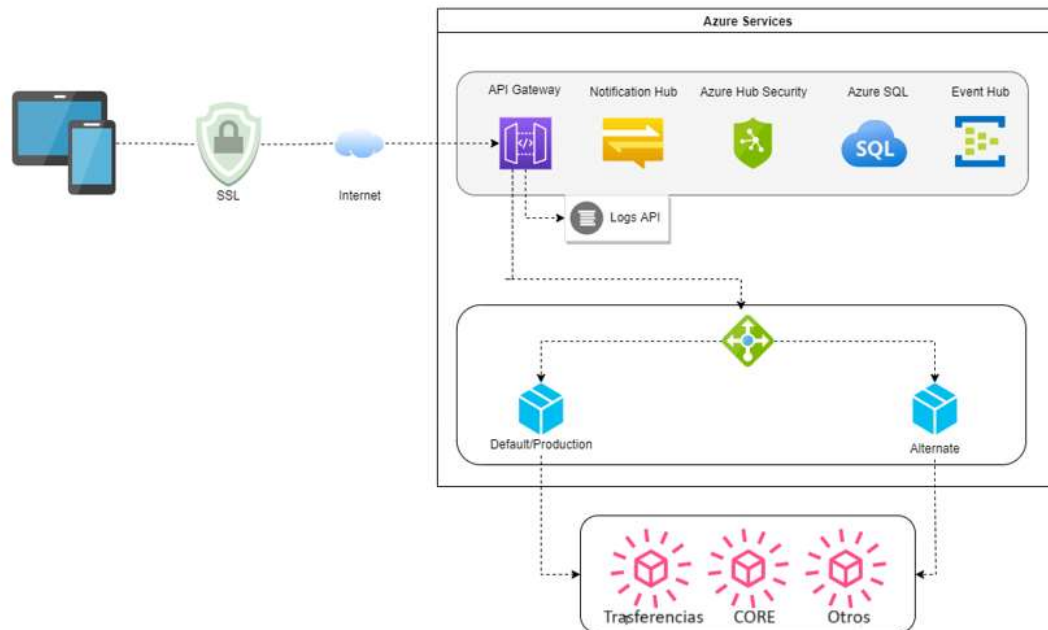 Azure Services
API Gateway
Notification Hub
Azure Hub Security
Azure SQL
Event Hub
SQL
SSL
Internet
Logs API
Default/Production
Alternate
Trasferencias
CORE
Otros